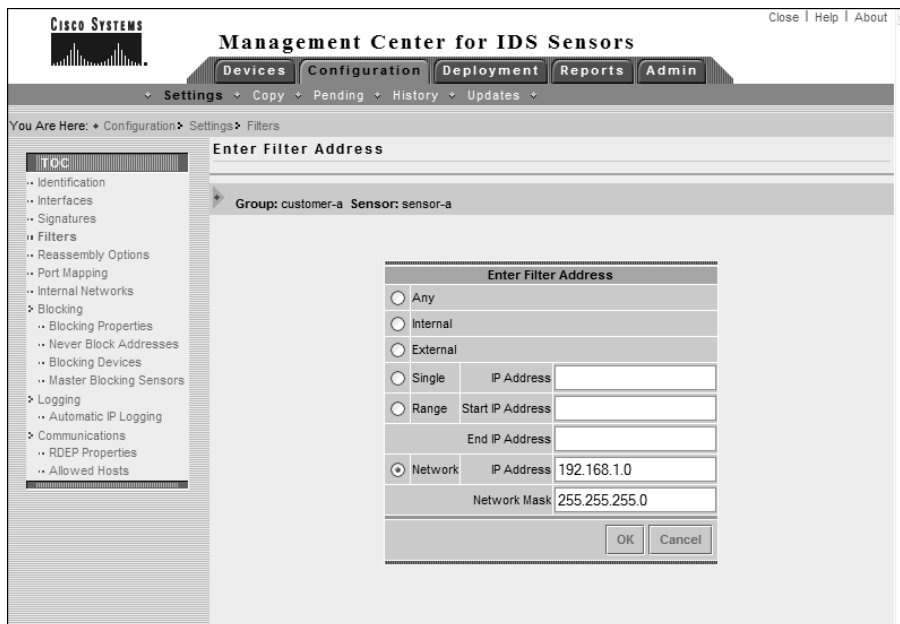 Close | Help | About
CISCO SYSTEMS
Management Center for IDS Sensors
Devices Configuration Deployment Reports Admin
Settings Copy Pending History Updates
You Are Here: Configuration Settings Filters
TOC
Identification
Interfaces
Signatures
Filters
Reassembly Options
Port Mapping
Internal Networks
Blocking
Blocking Properties
Never Block Addresses
Blocking Devices
Master Blocking Sensors
Logging
Automatic IP Logging
Communications
RDEP Properties
Allowed Hosts
Enter Filter Address
Group: customer-a Sensor: sensor-a
Enter Filter Address
Any
Internal
External
Single IP Address
Range Start IP Address
End IP Address
Network IP Address 192.168.1.0
Network Mask 255.255.255.0
OK Cancel